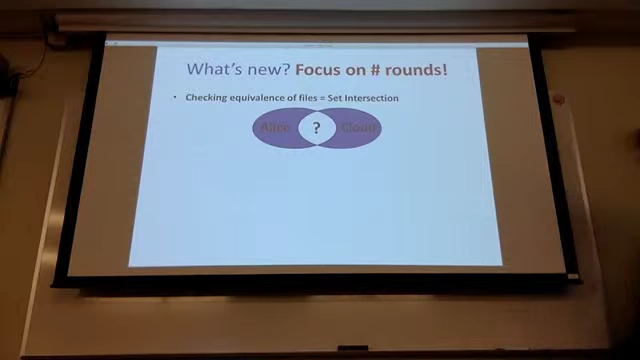 What's new? Focus on # rounds!
• Checking equivalence of files = Set Intersection
Alice ? Cloud